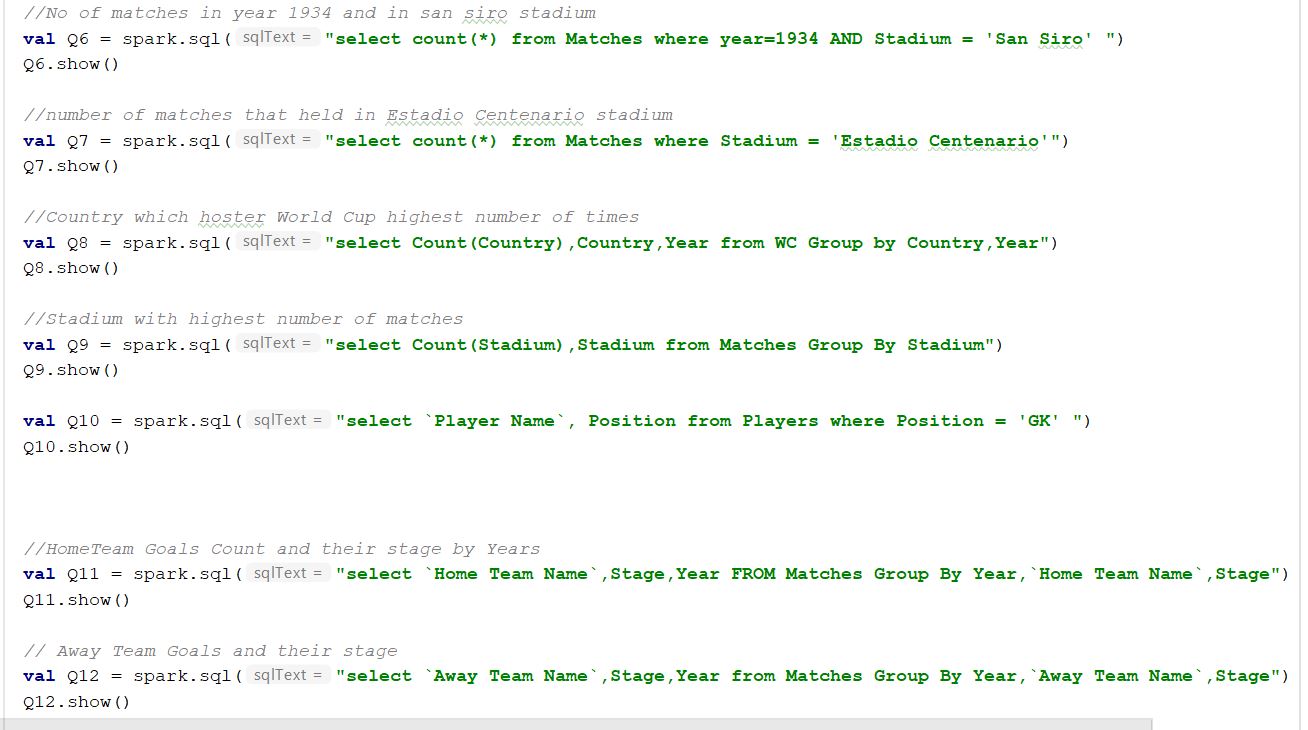 //No of matches in year 1934 and in san siro stadium
val Q6 = spark.sql( sqlText = "select count(*) from Matches where year=1934 AND Stadium = 'San Siro' ")
Q6.show()
//number of matches that held in Estadio Centenario stadium
val Q7 = spark.sql( sqlText = "select count(*) from Matches where Stadium = 'Estadio Centenario'")
Q7.show()
//Country which hoster World Cup highest number of times
val Q8 = spark.sql( sqlText = "select Count(Country),Country,Year from WC Group by Country,Year")
Q8.show()
//Stadium with highest number of matches
val Q9 = spark.sql( sqlText = "select Count(Stadium),Stadium from Matches Group By Stadium")
Q9.show()
val Q10 = spark.sql( sqlText = "select `Player Name`, Position from Players where Position = 'GK' ")
Q10.show()
//HomeTeam Goals Count and their stage by Years
val Q11 = spark.sql( sqlText = "select `Home Team Name`,Stage,Year FROM Matches Group By Year,`Home Team Name`,Stage")
Q11.show()
// Away Team Goals and their stage
val Q12 = spark.sql( sqlText = "select `Away Team Name`,Stage,Year from Matches Group By Year,`Away Team Name`,Stage")
Q12.show()